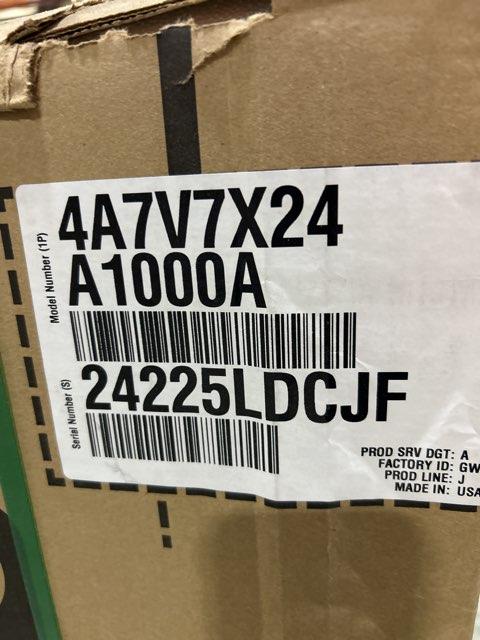 Model Number (1P)
4A7V7X24
A1000A
Serial Number (S)
24225LDCJF
PROD SRV DGT: A
FACTORY ID: GW
PROD LINE: J
MADE IN: USA